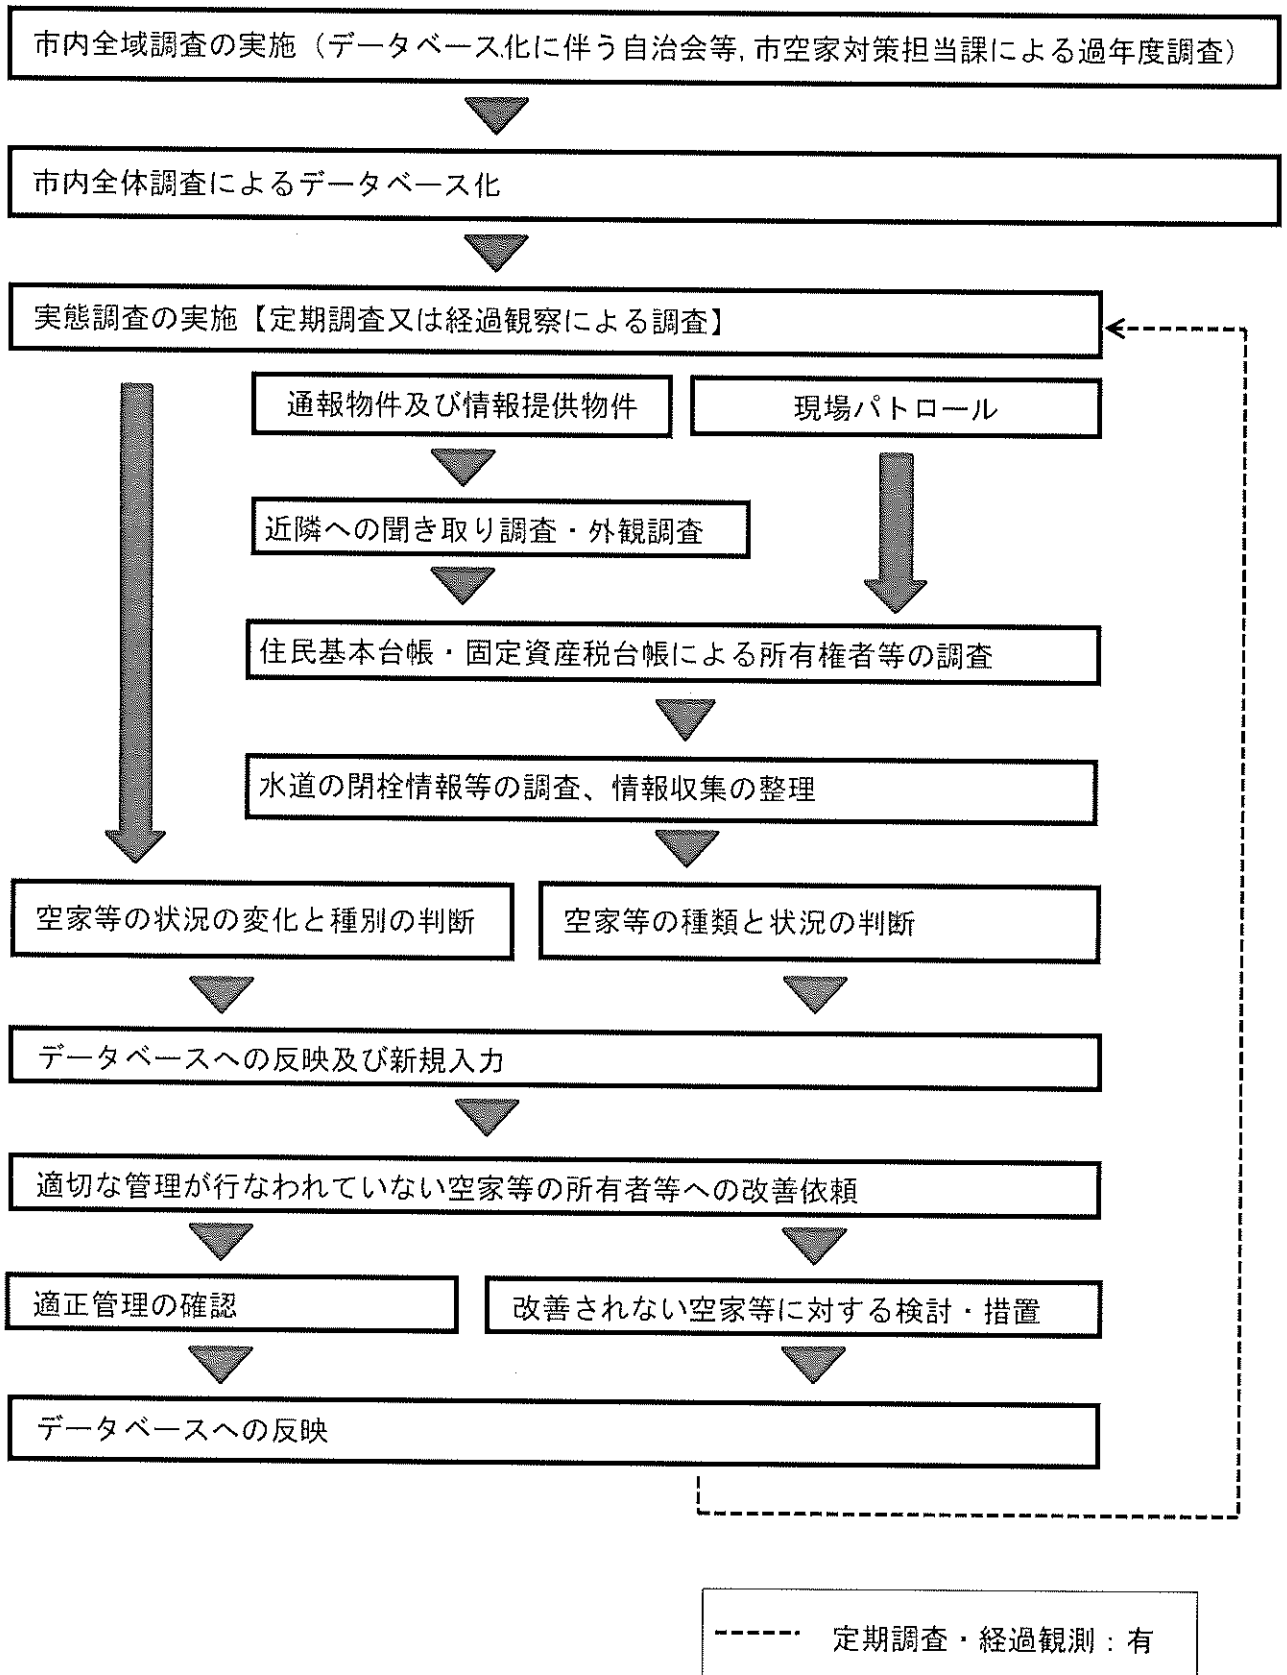 市内全域調査の実施（データベース化に伴う自治会等,市空家対策担当課による過年度調査）
市内全体調査によるデータベース化
実態調査の実施【定期調査又は経過観察による調査】
通報物件及び情報提供物件
現場パトロール
近隣への聞き取り調査・外観調査
住民基本台帳・固定資産税台帳による所有権者等の調査
水道の閉栓情報等の調査、情報収集の整理
空家等の状況の変化と種別の判断
空家等の種類と状況の判断
データベースへの反映及び新規入力
適切な管理が行なわれていない空家等の所有者等への改善依頼
適正管理の確認
改善されない空家等に対する検討・措置
データベースへの反映
定期調査・経過観測：有